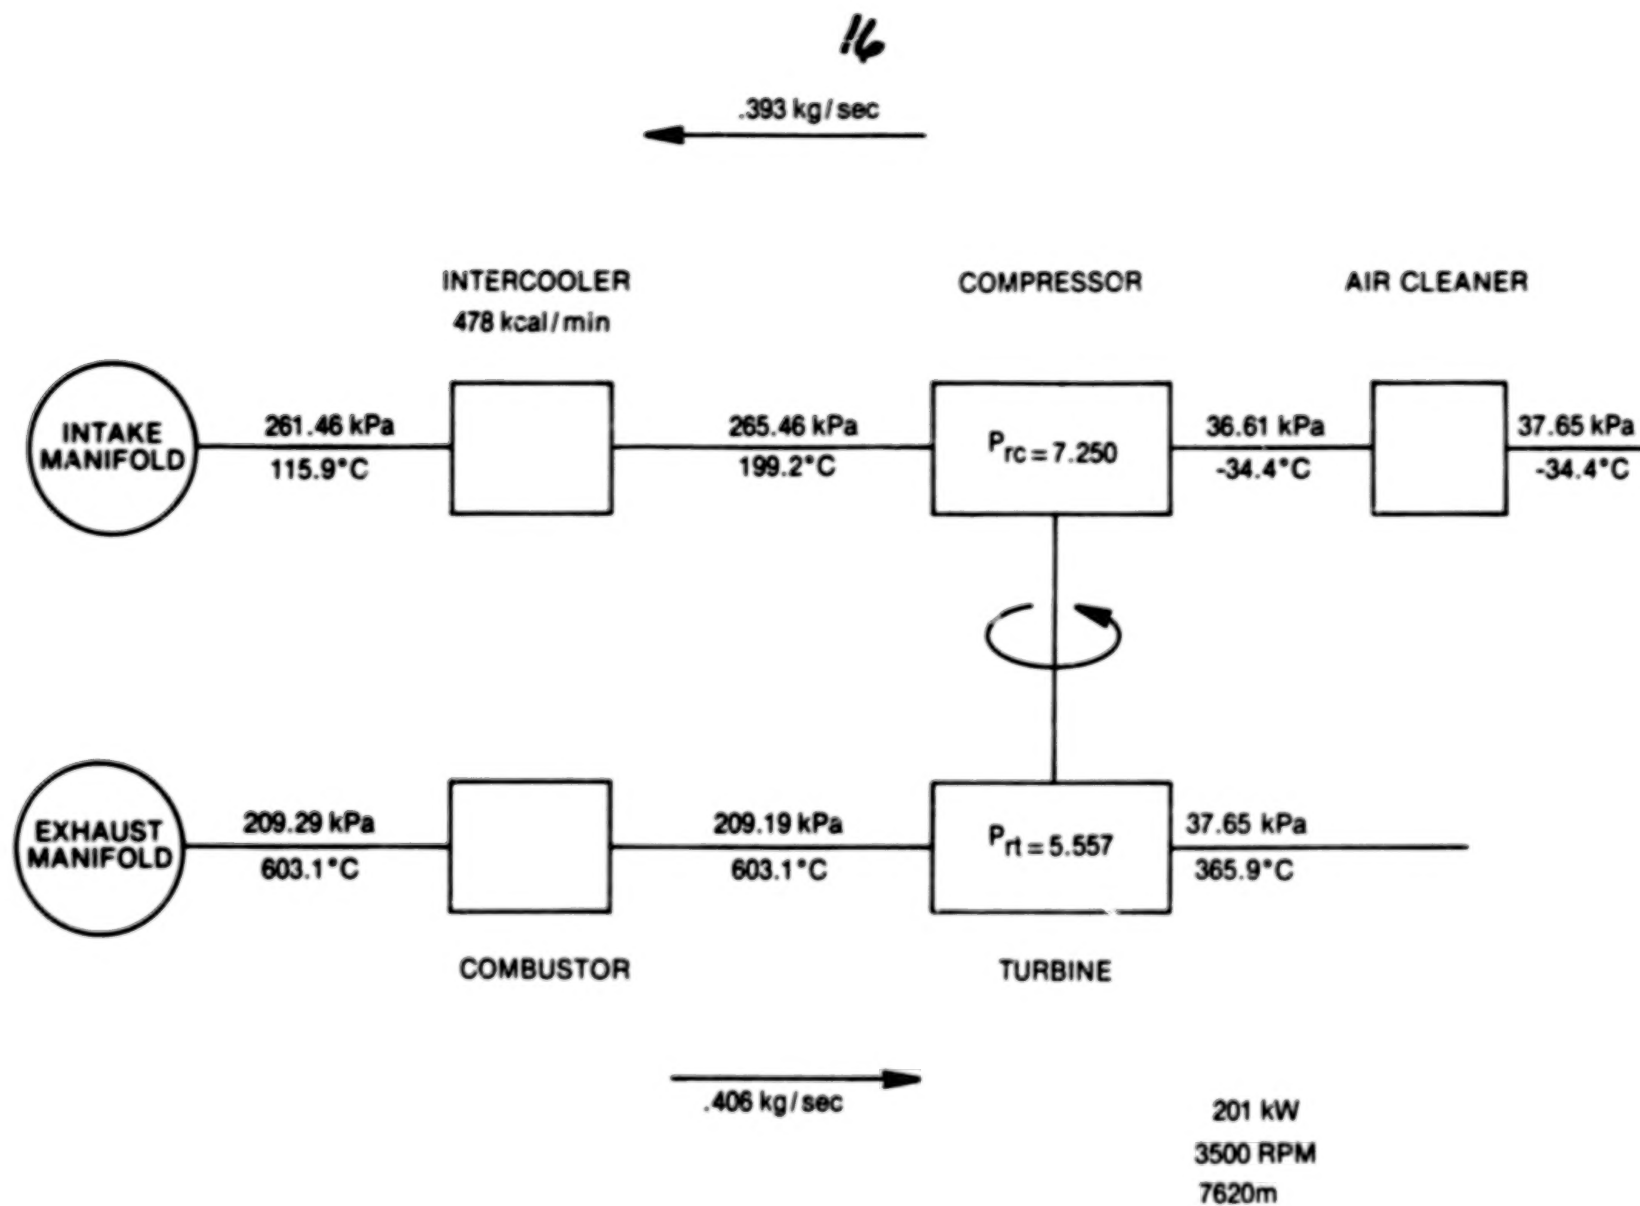 16
.393 kg/sec
INTERCOOLER
478 kcal/min
COMPRESSOR
AIR CLEANER
INTAKE
MANIFOLD
261.46 kPa
115.9°C
265.46 kPa
199.2°C
Prc = 7.250
36.61 kPa
-34.4°C
37.65 kPa
-34.4°C
EXHAUST
MANIFOLD
209.29 kPa
603.1°C
209.19 kPa
603.1°C
Prt = 5.557
37.65 kPa
365.9°C
COMBUSTOR
TURBINE
.406 kg/sec
201 kW
3500 RPM
7620m